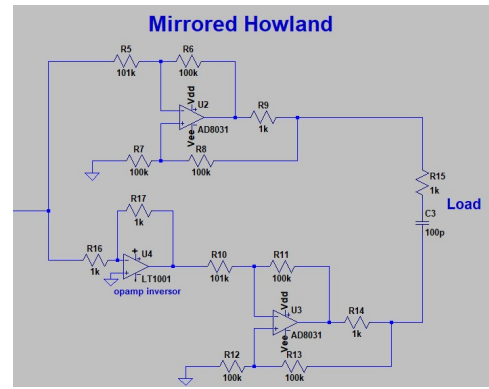 Mirrored Howland
R5
101k
R6
100k
Vdd
U2
Vee
AD8031
R9
1k
R7
100k
R8
100k
R15
1k
Load
C3
100p
R17
1k
R16
1k
U4
LT1001
opamp inversor
R10
101k
R11
100k
Vdd
U3
Vee
AD8031
R14
1k
R12
100k
R13
100k